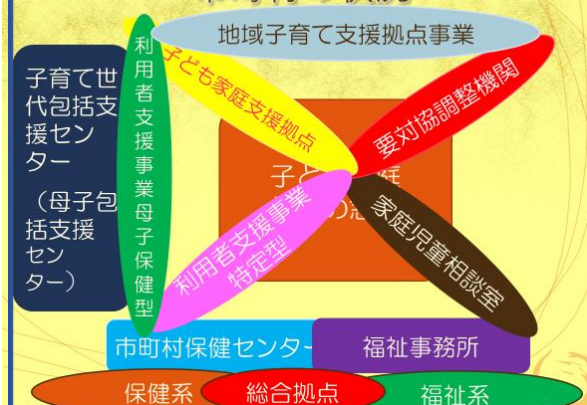 地域子育て支援拠点事業
子育て世
代包括支
援セン
ター
(母子包
括支援
セン
ター)
利用者支援事業母子保健型
子ども家庭支援拠点
要対協調整機関
子ど
庭
利用者支援事業
特定型
家庭児童相談室
市町村保健センター
福祉事務所
保健系
総合拠点
福祉系